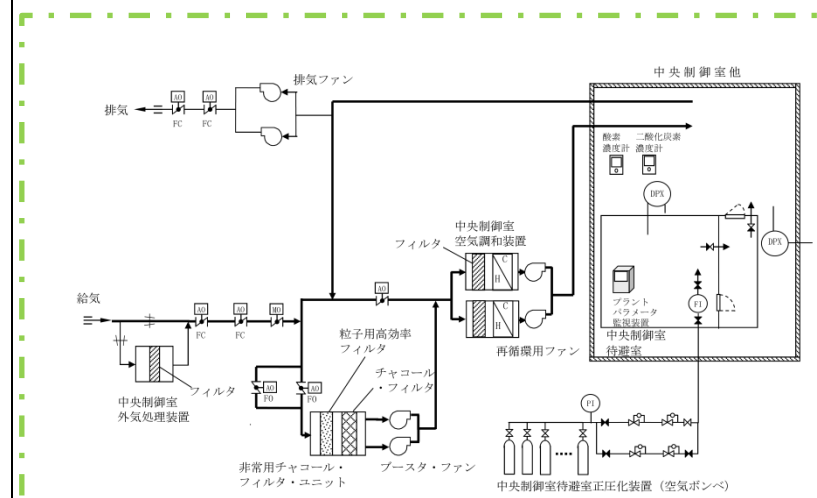 中央制御室他
排気ファン
排気
AO
AO
FC
FC
酸素
濃度計
二酸化炭素
濃度計
DPX
DPX
中央制御室
空気調和装置
フィルタ
C
H
C
H
AO
給気
AO
AO
MO
FC
FC
プラント
パラメータ
監視装置
FI
中央制御室
待避室
再循環用ファン
粒子用高効率
フィルタ
チャコール
・フィルタ
フィルタ
AO
AO
FO
FO
中央制御室
外気処理装置
PI
非常用チャコール・
フィルタ・ユニット
ブースタ・ファン
中央制御室待避室正圧化装置（空気ボンベ）